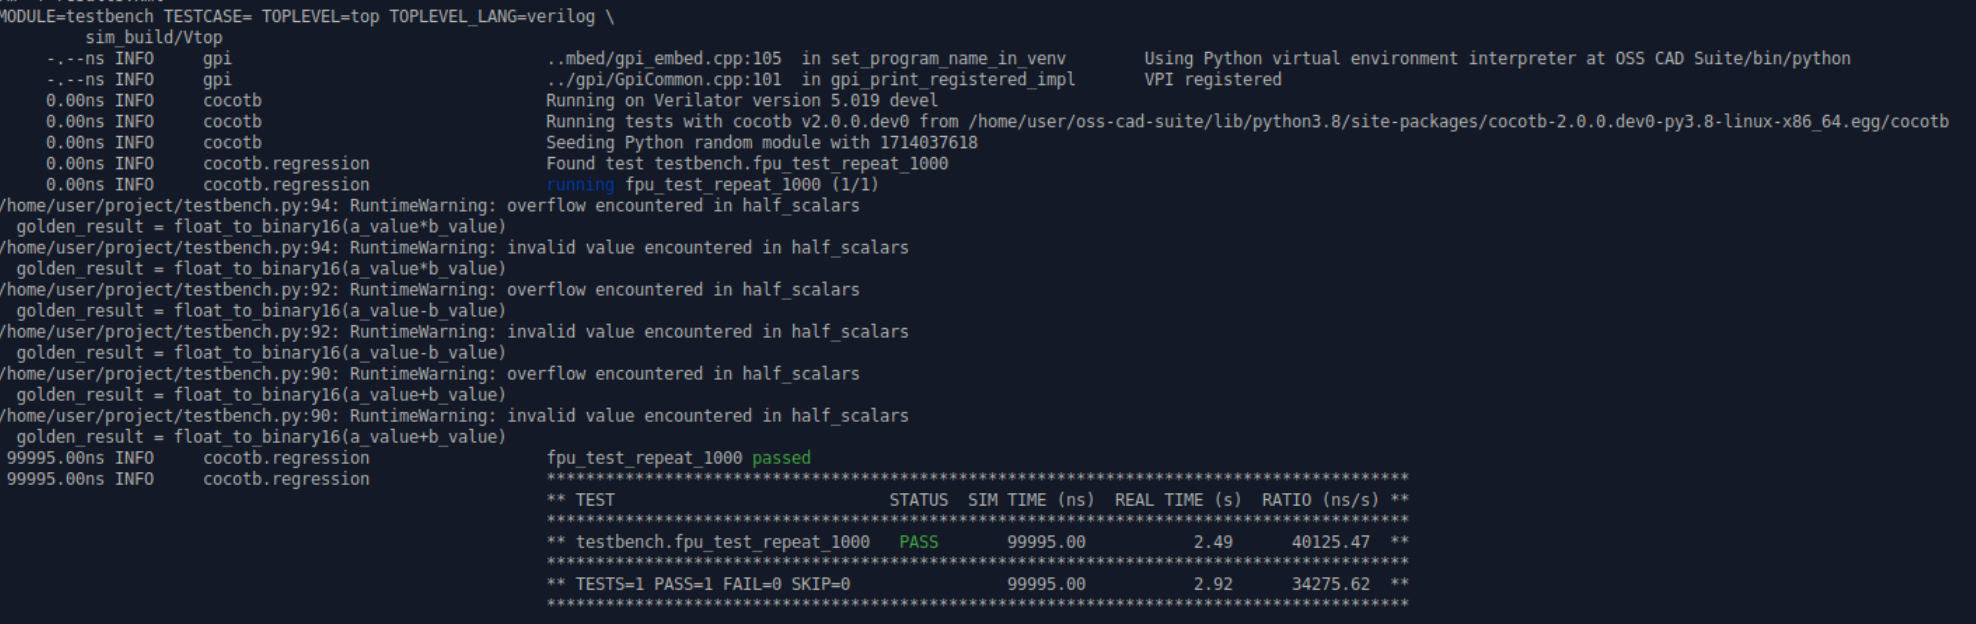 MODULE=testbench TESTCASE= TOPLEVEL=top TOPLEVEL_LANG=verilog \
sim_build/Vtop
-.--ns INFO gpi ..mbed/gpi_embed.cpp:105 in set_program_name_in_venv Using Python virtual environment interpreter at OSS CAD Suite/bin/python
-.--ns INFO gpi ../gpi/GpiCommon.cpp:101 in gpi_print_registered_impl VPI registered
0.00ns INFO cocotb Running on Verilator version 5.019 devel
0.00ns INFO cocotb Running tests with cocotb v2.0.0.dev0 from /home/user/oss-cad-suite/lib/python3.8/site-packages/cocotb-2.0.0.dev0-py3.8-linux-x86_64.egg/cocotb
0.00ns INFO cocotb Seeding Python random module with 1714037618
0.00ns INFO cocotb.regression Found test testbench.fpu_test_repeat_1000
0.00ns INFO cocotb.regression running fpu_test_repeat_1000 (1/1)
/home/user/project/testbench.py:94: RuntimeWarning: overflow encountered in half_scalars
golden_result = float_to_binary16(a_value*b_value)
/home/user/project/testbench.py:94: RuntimeWarning: invalid value encountered in half_scalars
golden_result = float_to_binary16(a_value*b_value)
/home/user/project/testbench.py:92: RuntimeWarning: overflow encountered in half_scalars
golden_result = float_to_binary16(a_value-b_value)
/home/user/project/testbench.py:92: RuntimeWarning: invalid value encountered in half_scalars
golden_result = float_to_binary16(a_value-b_value)
/home/user/project/testbench.py:90: RuntimeWarning: overflow encountered in half_scalars
golden_result = float_to_binary16(a_value+b_value)
/home/user/project/testbench.py:90: RuntimeWarning: invalid value encountered in half_scalars
golden_result = float_to_binary16(a_value+b_value)
99995.00ns INFO cocotb.regression fpu_test_repeat_1000 passed
99995.00ns INFO cocotb.regression ****************************************************************************************
** TEST STATUS SIM TIME (ns) REAL TIME (s) RATIO (ns/s) **
****************************************************************************************
** testbench.fpu_test_repeat_1000 PASS 99995.00 2.49 40125.47 **
****************************************************************************************
** TESTS=1 PASS=1 FAIL=0 SKIP=0 99995.00 2.92 34275.62 **
****************************************************************************************